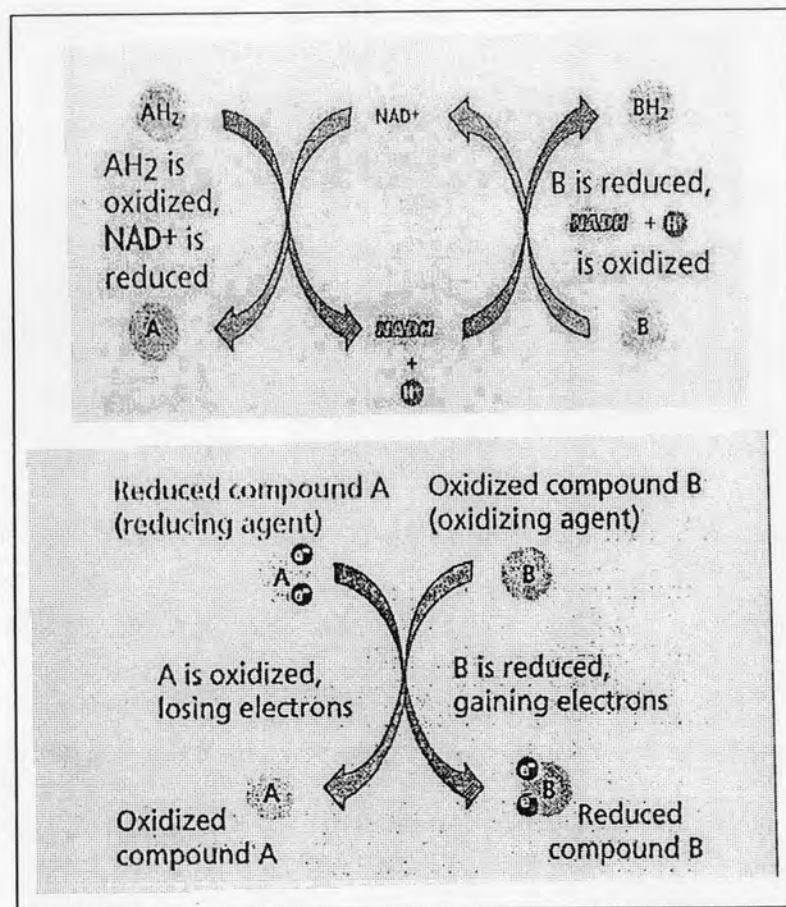 AH₂
NAD⁺
BH₂
AH₂ is
oxidized,
NAD+ is
reduced
B is reduced,
NADH + H⁺
is oxidized
A
NADH
+
H⁺
B
Reduced compound A
(reducing agent)
Oxidized compound B
(oxidizing agent)
e⁻
A
e⁻
B
A is oxidized,
losing electrons
B is reduced,
gaining electrons
A
Oxidized
compound A
e⁻
B
e⁻
Reduced
compound B